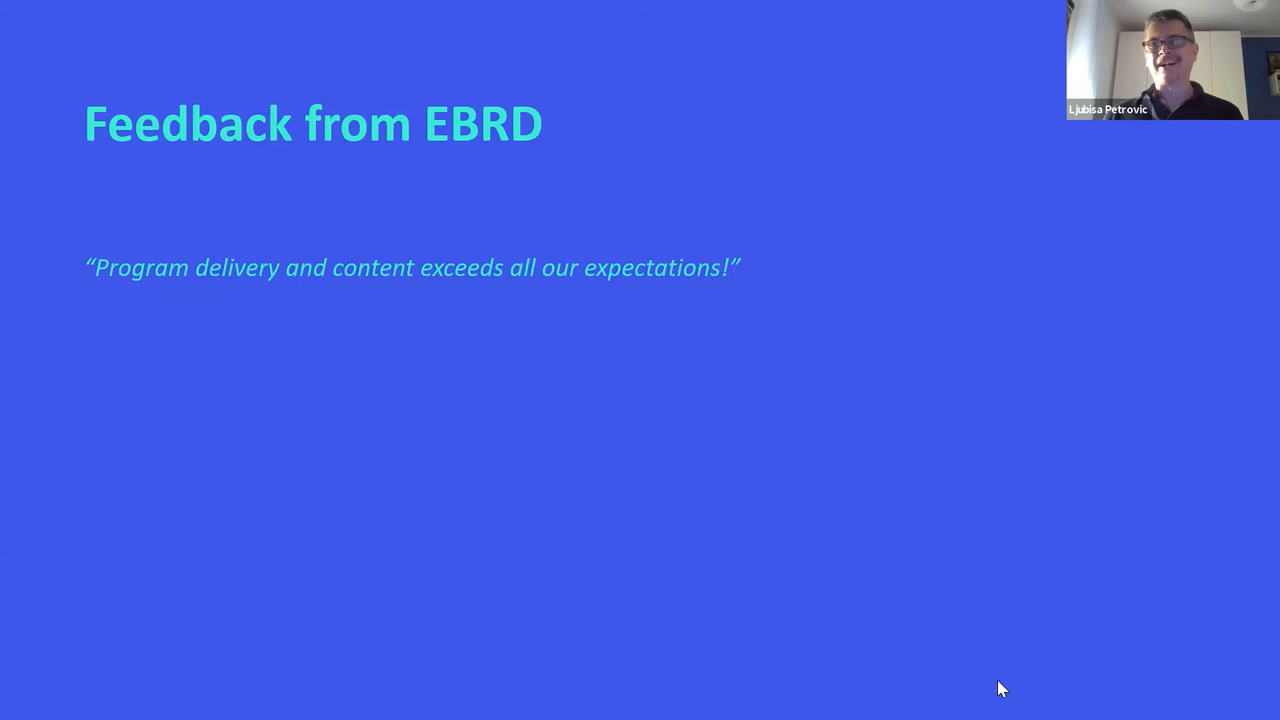 Feedback from EBRD
“Program delivery and content exceeds all our expectations!”
Ljubisa Petrovic